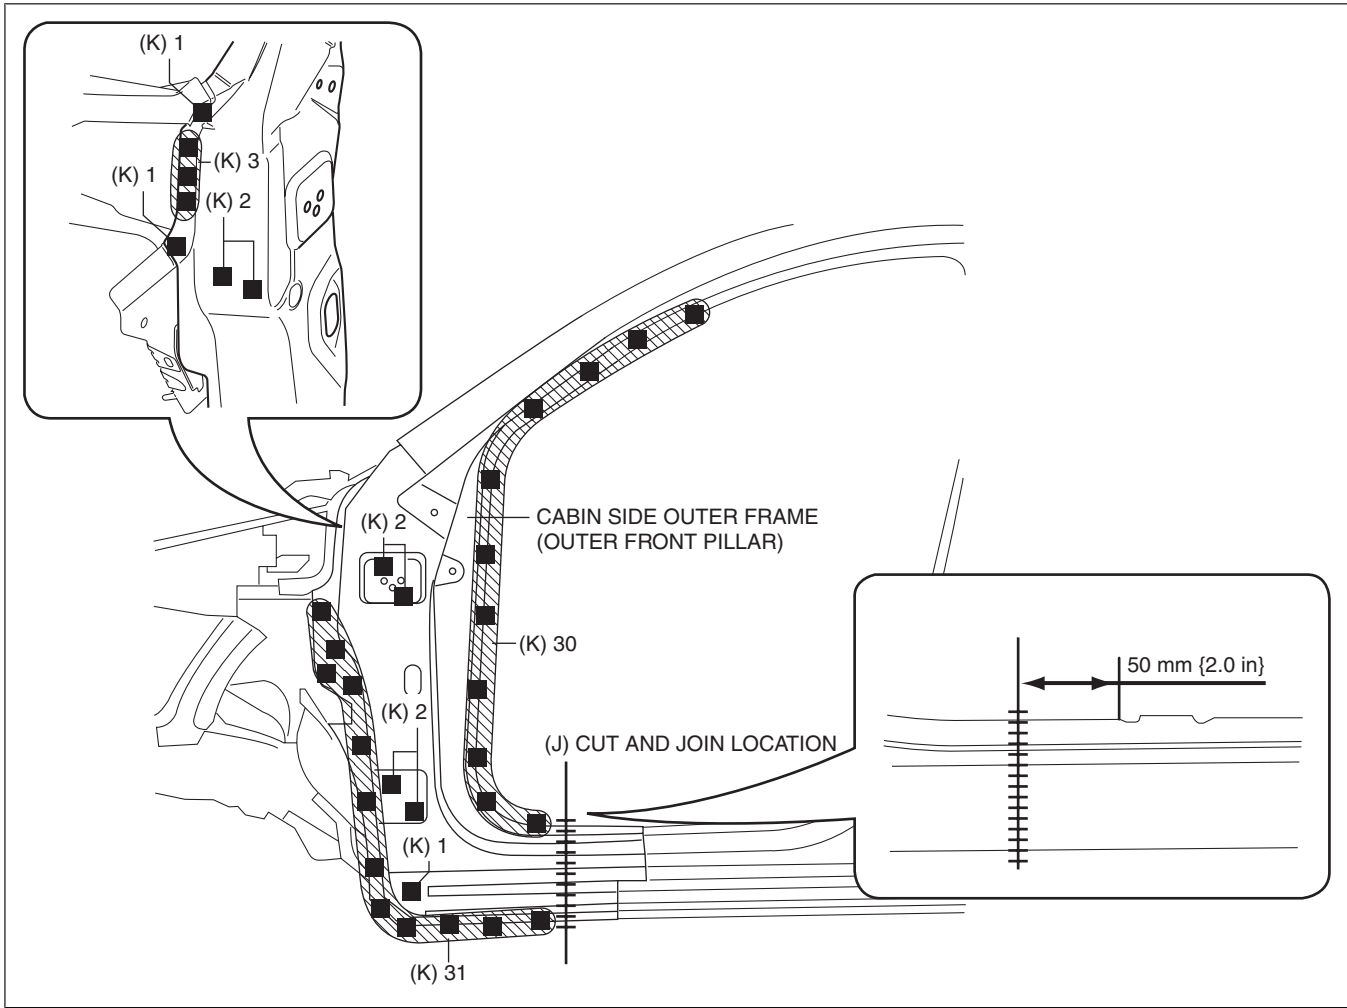 (K) 1
(K) 3
(K) 1
(K) 2
(K) 2
CABIN SIDE OUTER FRAME
(OUTER FRONT PILLAR)
(K) 30
50 mm {2.0 in}
(K) 2
(J) CUT AND JOIN LOCATION
(K) 1
(K) 31